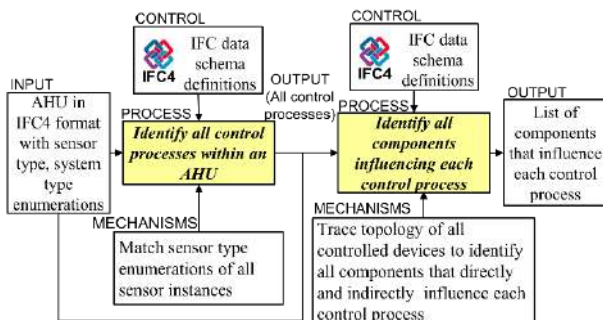 CONTROL
IFC4
IFC data
schema
definitions
INPUT
AHU in
IFC4 format
with sensor
type, system
type
enumerations
PROCESS
Identify all control
processes within an
AHU
MECHANISMS
Match sensor type
enumerations of all
sensor instances
OUTPUT
(All control
processes)
CONTROL
IFC4
IFC data
schema
definitions
PROCESS
Identify all
components
influencing each
control process
MECHANISMS
Trace topology of all
controlled devices to identify
all components that directly
and indirectly influence each
control process
OUTPUT
List of
components
that influence
each control
process